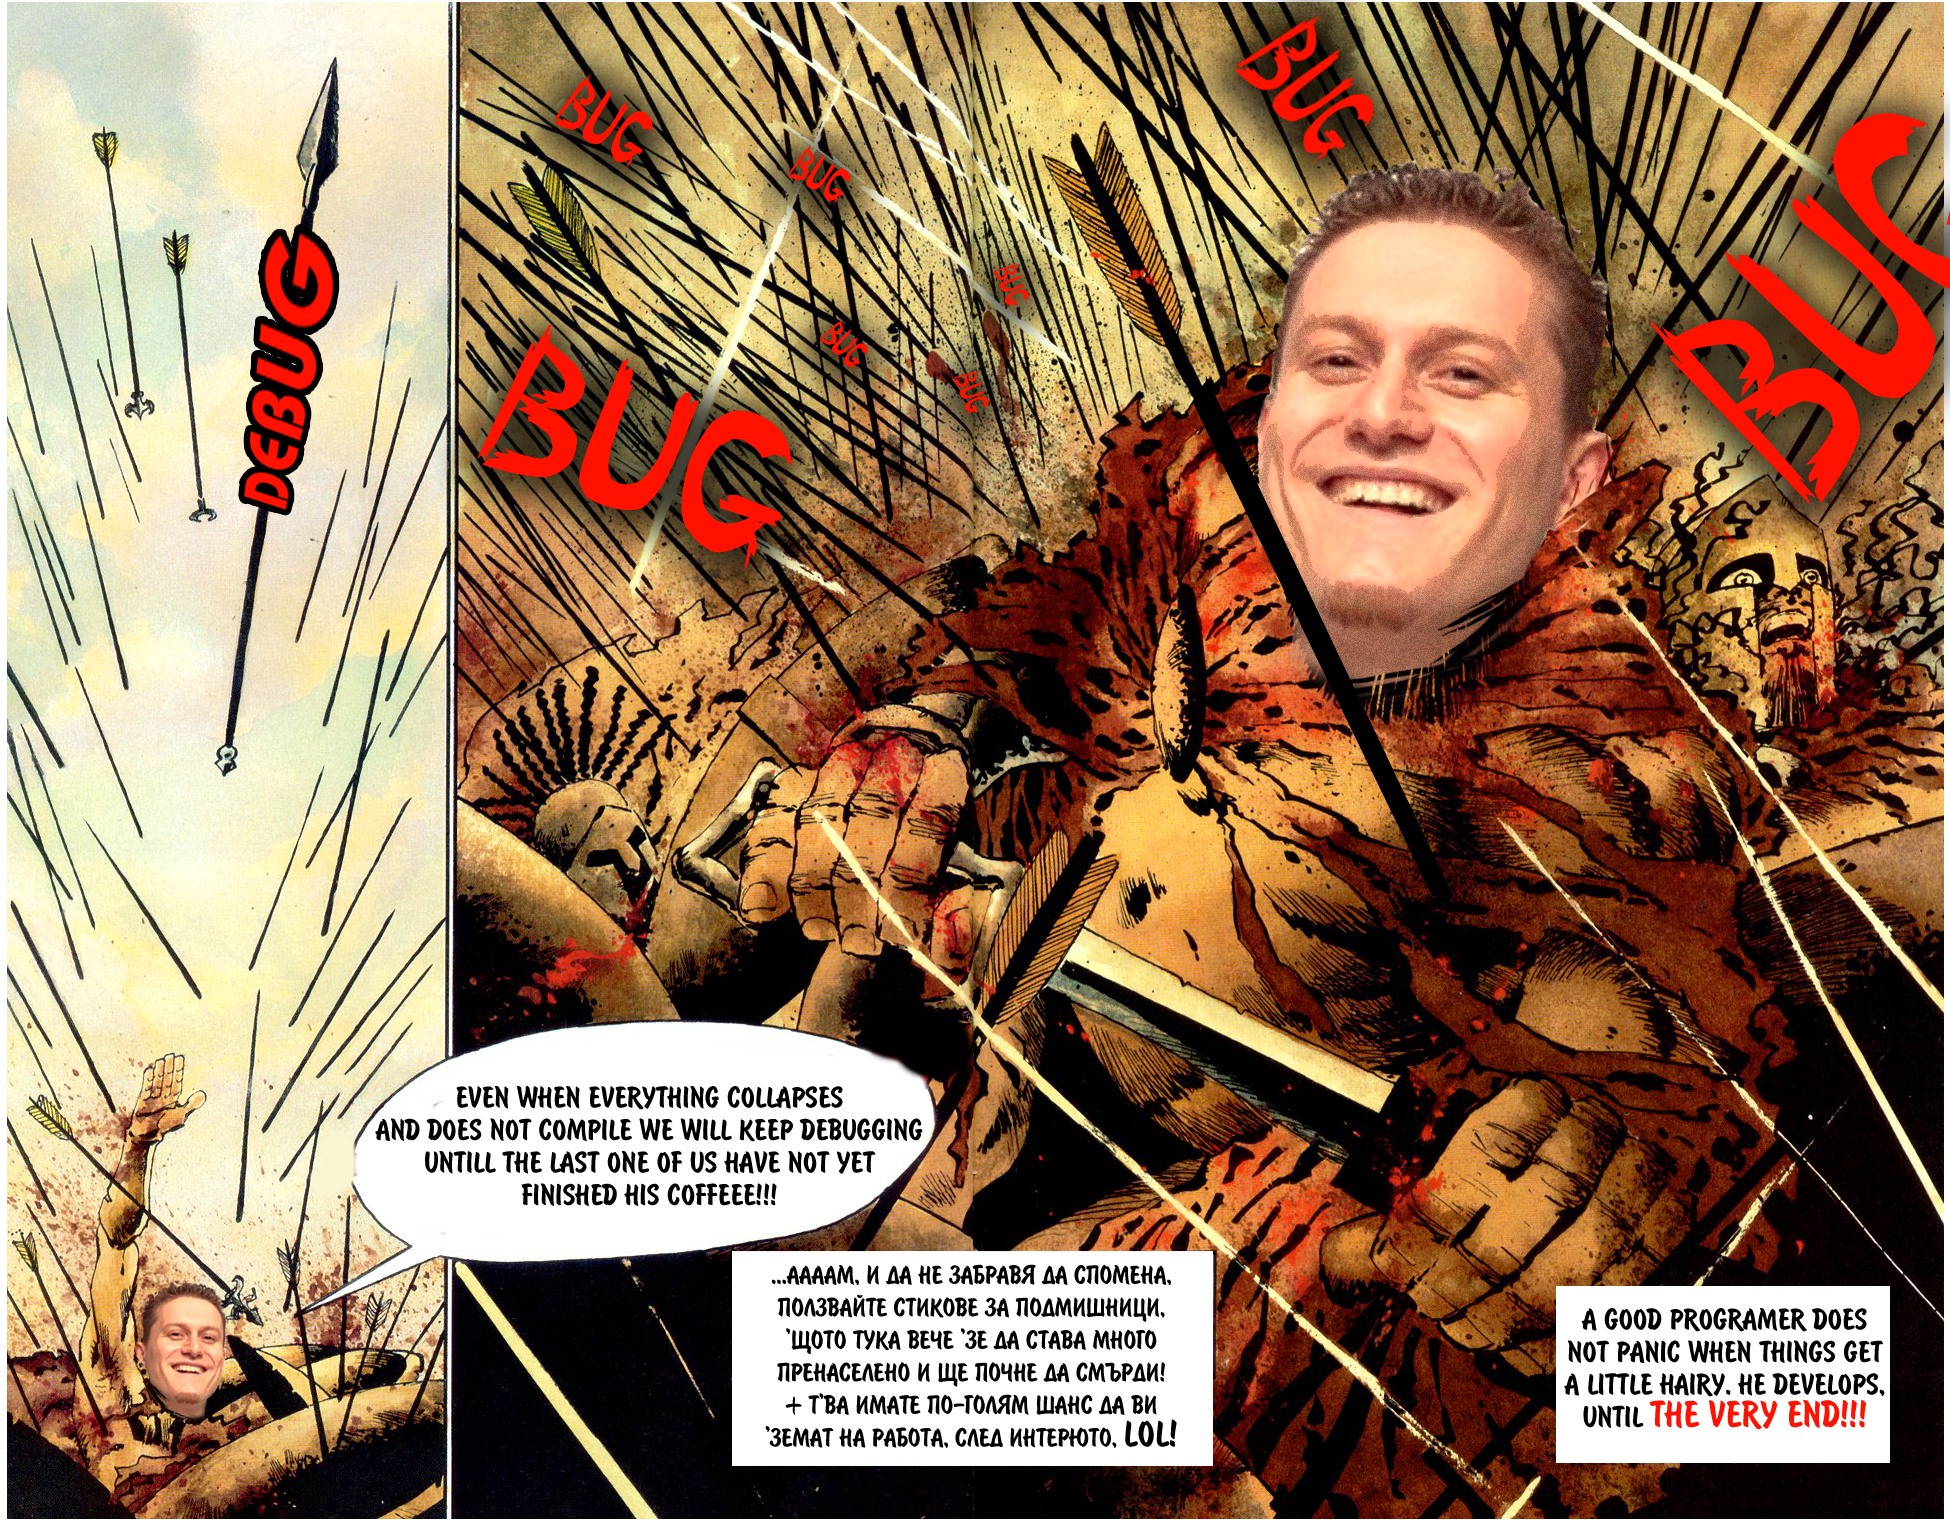 DEBUG
BUG
BUG
BUG
BUG
BUG
BUG
BUG
BUG
EVEN WHEN EVERYTHING COLLAPSES
AND DOES NOT COMPILE WE WILL KEEP DEBUGGING
UNTILL THE LAST ONE OF US HAVE NOT YET
FINISHED HIS COFFEEE!!!
...АААAМ, И ДА НЕ ЗАБРАВЯ ДА СПОМЕНА,
ПОЛЗВАЙТЕ СТИКОВЕ ЗА ПОДМИШНИЦИ,
'ЩОТО ТУКА ВЕЧЕ 'ЗЕ ДА СТАВА МНОГО
ПРЕНАСЕЛЕНО И ЩЕ ПОЧНЕ ДА СМЪРДИ!
+ Т'ВА ИМАТЕ ПО-ГОЛЯМ ШАНС ДА ВИ
'ЗЕМАТ НА РАБОТА, СЛЕД ИНТЕРЮТО, LOL!
A GOOD PROGRAMER DOES
NOT PANIC WHEN THINGS GET
A LITTLE HAIRY. HE DEVELOPS,
UNTIL THE VERY END!!!